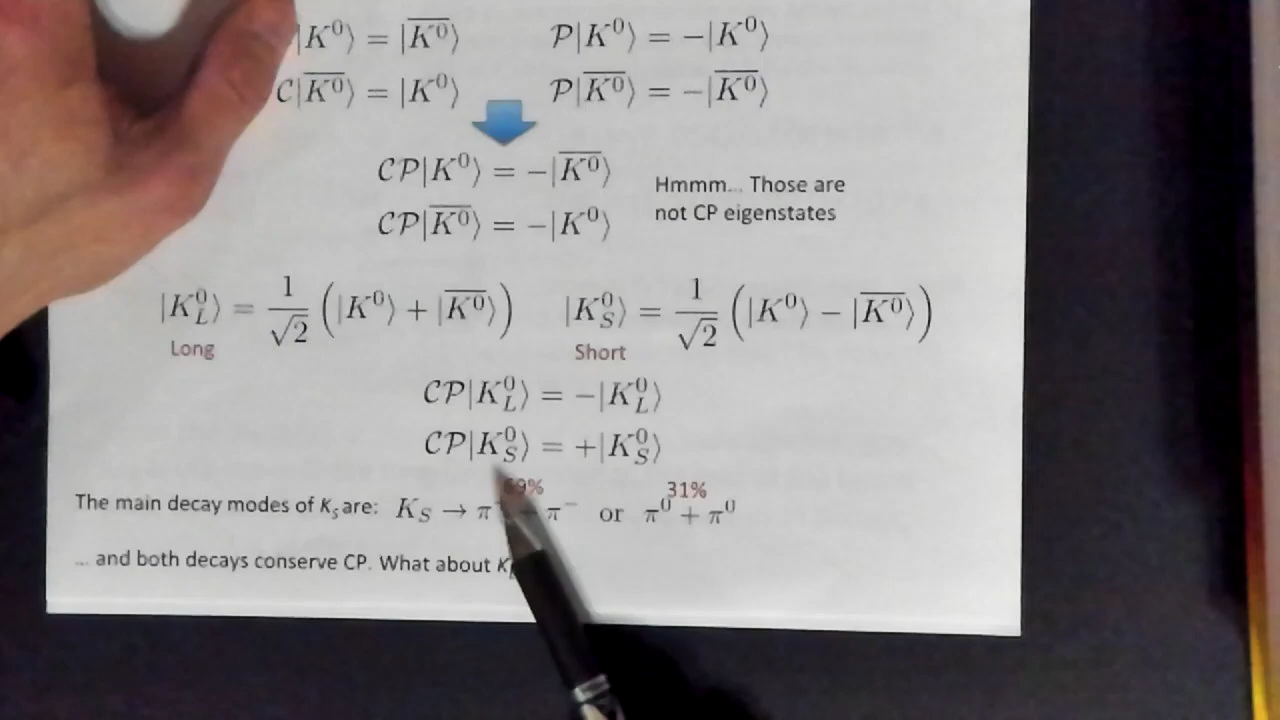 |K⁰⟩ = |K̅⁰̅⟩ 𝒫|K⁰⟩ = −|K⁰⟩
𝒞|K̅⁰̅⟩ = |K⁰⟩ 𝒫|K̅⁰̅⟩ = −|K̅⁰̅⟩
𝒞𝒫|K⁰⟩ = −|K̅⁰̅⟩
𝒞𝒫|K̅⁰̅⟩ = −|K⁰⟩
Hmmm... Those are
not CP eigenstates
|K⁰_L⟩ = 1/√2 (|K⁰⟩ + |K̅⁰̅⟩) |K⁰_S⟩ = 1/√2 (|K⁰⟩ − |K̅⁰̅⟩)
Long Short
𝒞𝒫|K⁰_L⟩ = −|K⁰_L⟩
𝒞𝒫|K⁰_S⟩ = +|K⁰_S⟩
69% 31%
The main decay modes of Kₛ are: K_S → π π⁻ or π⁰ + π⁰
... and both decays conserve CP. What about K